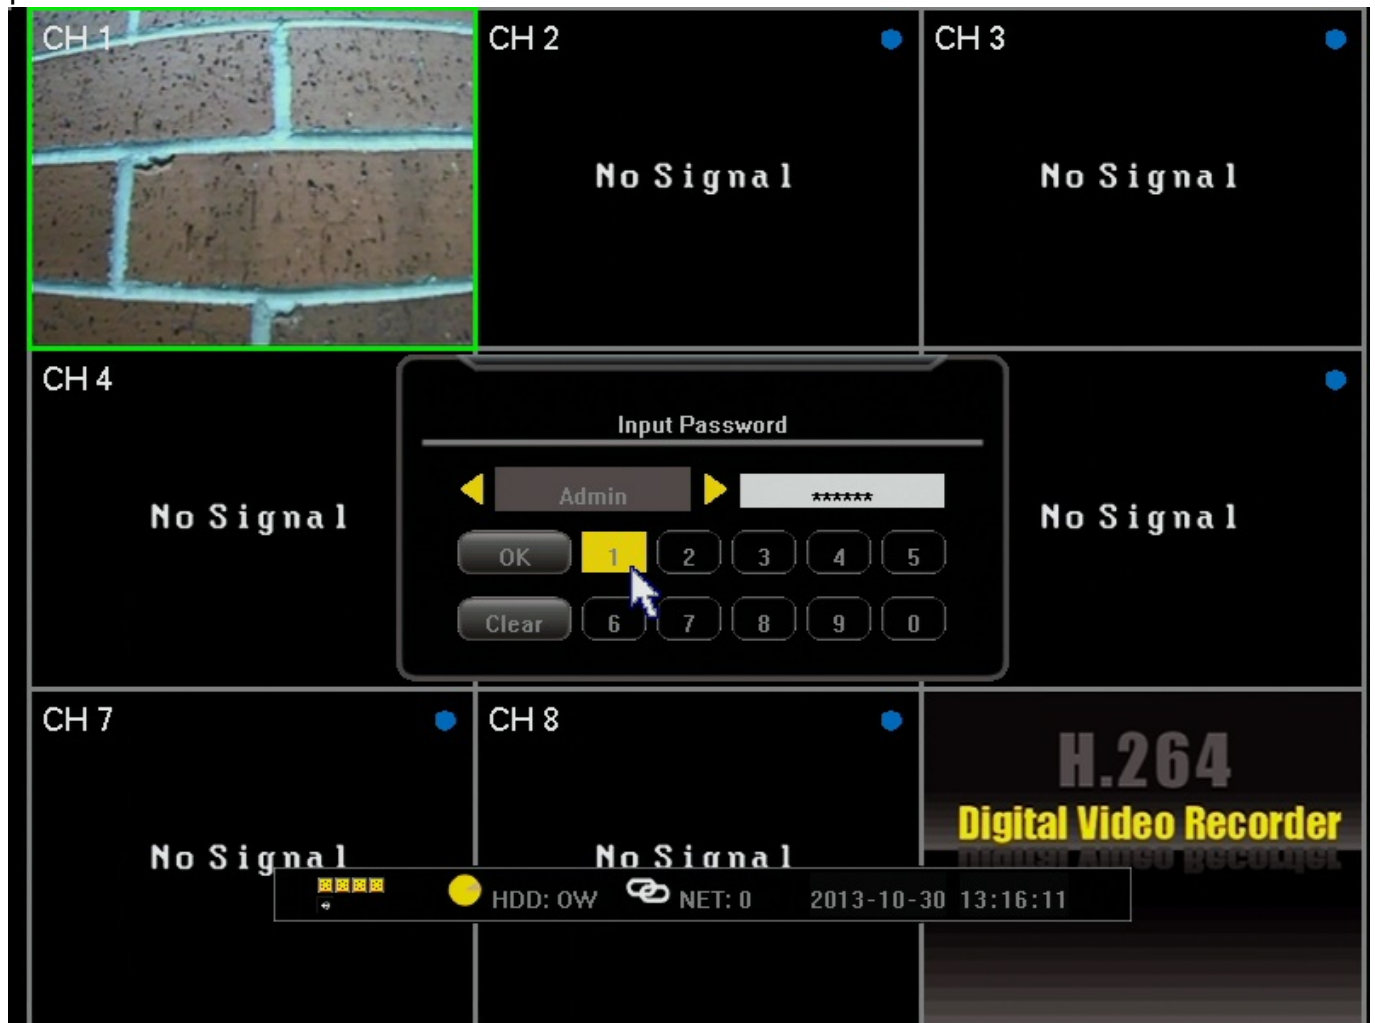 CH 1
CH 2
CH 3
No Signal
No Signal
CH 4
Input Password
Admin
******
No Signal
No Signal
OK
1
2
3
4
5
Clear
6
7
8
9
0
CH 7
CH 8
H.264
Digital Video Recorder
No Signal
No Signal
HDD: OW
NET: 0
2013-10-30 13:16:11